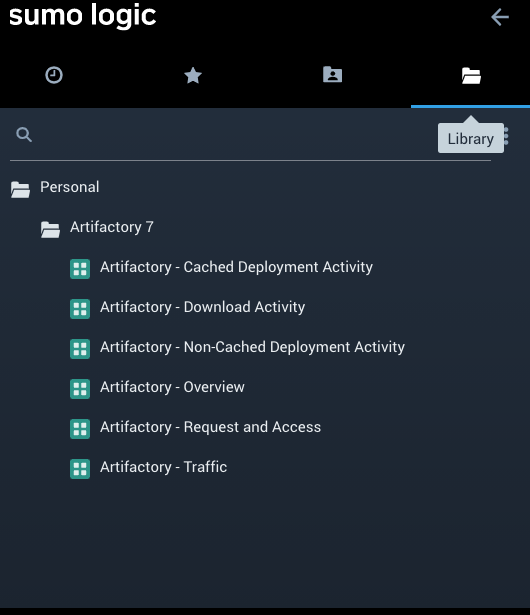 sumo logic
Library
Personal
Artifactory 7
Artifactory - Cached Deployment Activity
Artifactory - Download Activity
Artifactory - Non-Cached Deployment Activity
Artifactory - Overview
Artifactory - Request and Access
Artifactory - Traffic